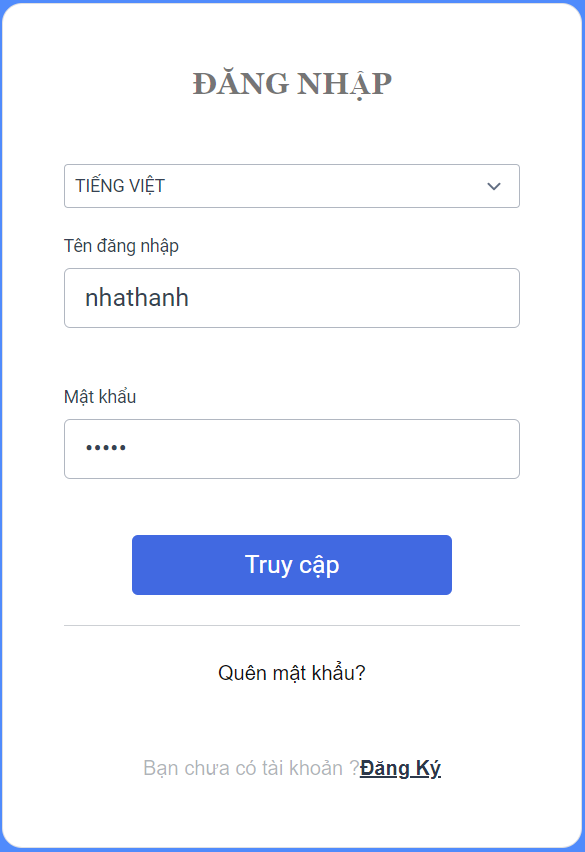 ĐĂNG NHẬP
TIẾNG VIỆT
Tên đăng nhập
nhathanh
Mật khẩu
•••••
Truy cập
Quên mật khẩu?
Bạn chưa có tài khoản ?Đăng Ký